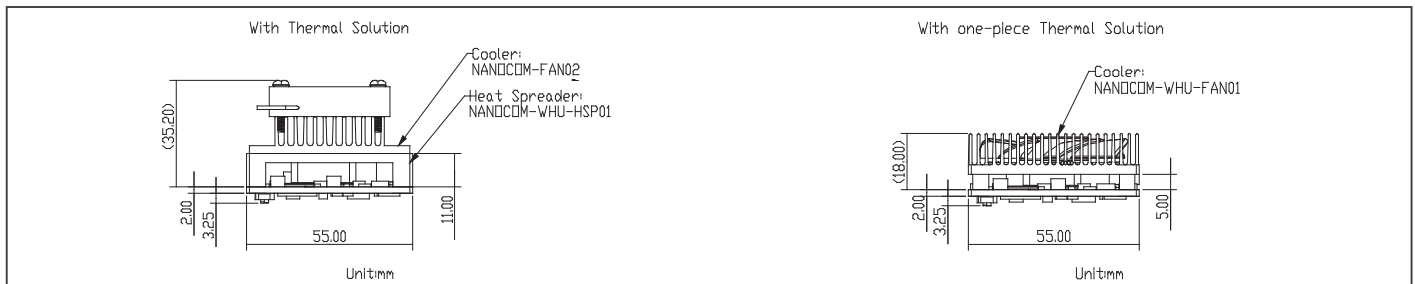 With Thermal Solution
Cooler:
NANOCOM-FAN02
Heat Spreader:
NANOCOM-WHU-HSP01
(35.20)
2.00
3.25
11.00
55.00
Unit:mm
With one-piece Thermal Solution
Cooler:
NANOCOM-WHU-FAN01
(18.00)
2.00
3.25
5.00
55.00
Unit:mm